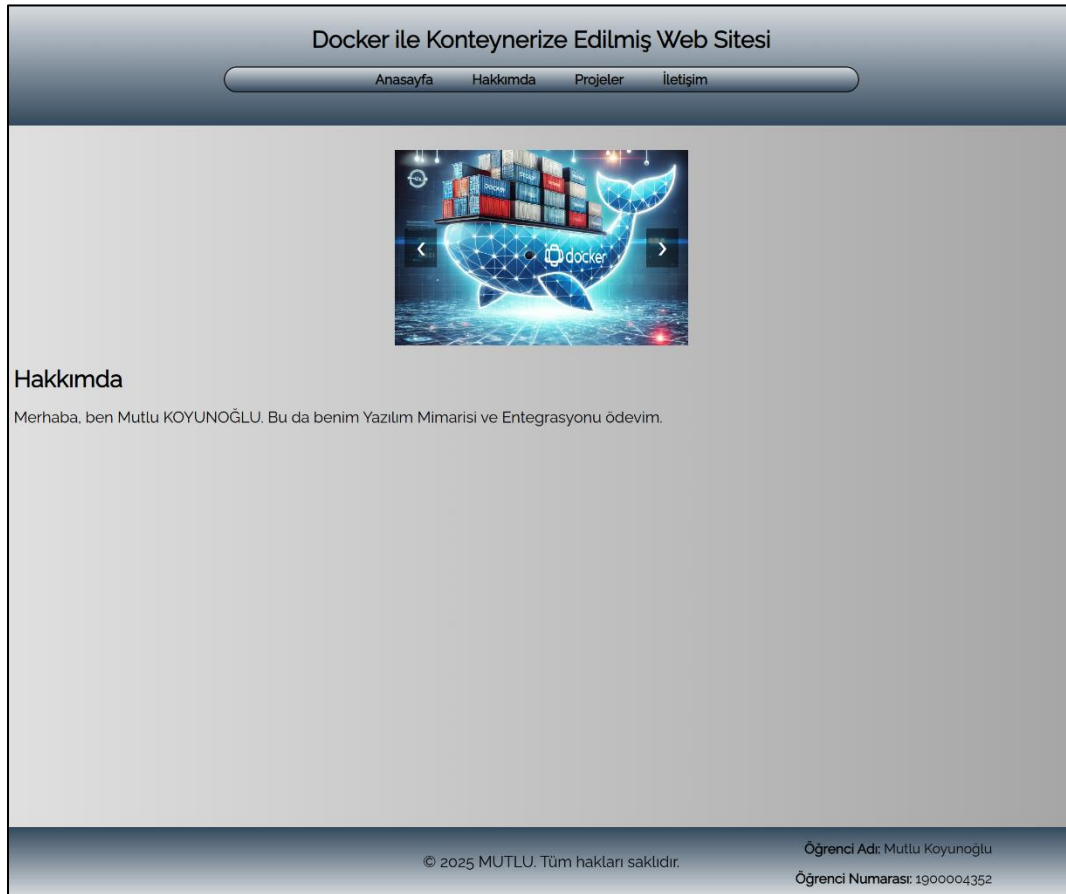 Docker ile Konteynerize Edilmiş Web Sitesi
Anasayfa Hakkımda Projeler İletişim
docker
Hakkımda
Merhaba, ben Mutlu KOYUNOĞLU. Bu da benim Yazılım Mimarisi ve Entegrasyonu ödevim.
© 2025 MUTLU. Tüm hakları saklıdır.
Öğrenci Adı: Mutlu Koyunoğlu
Öğrenci Numarası: 1900004352